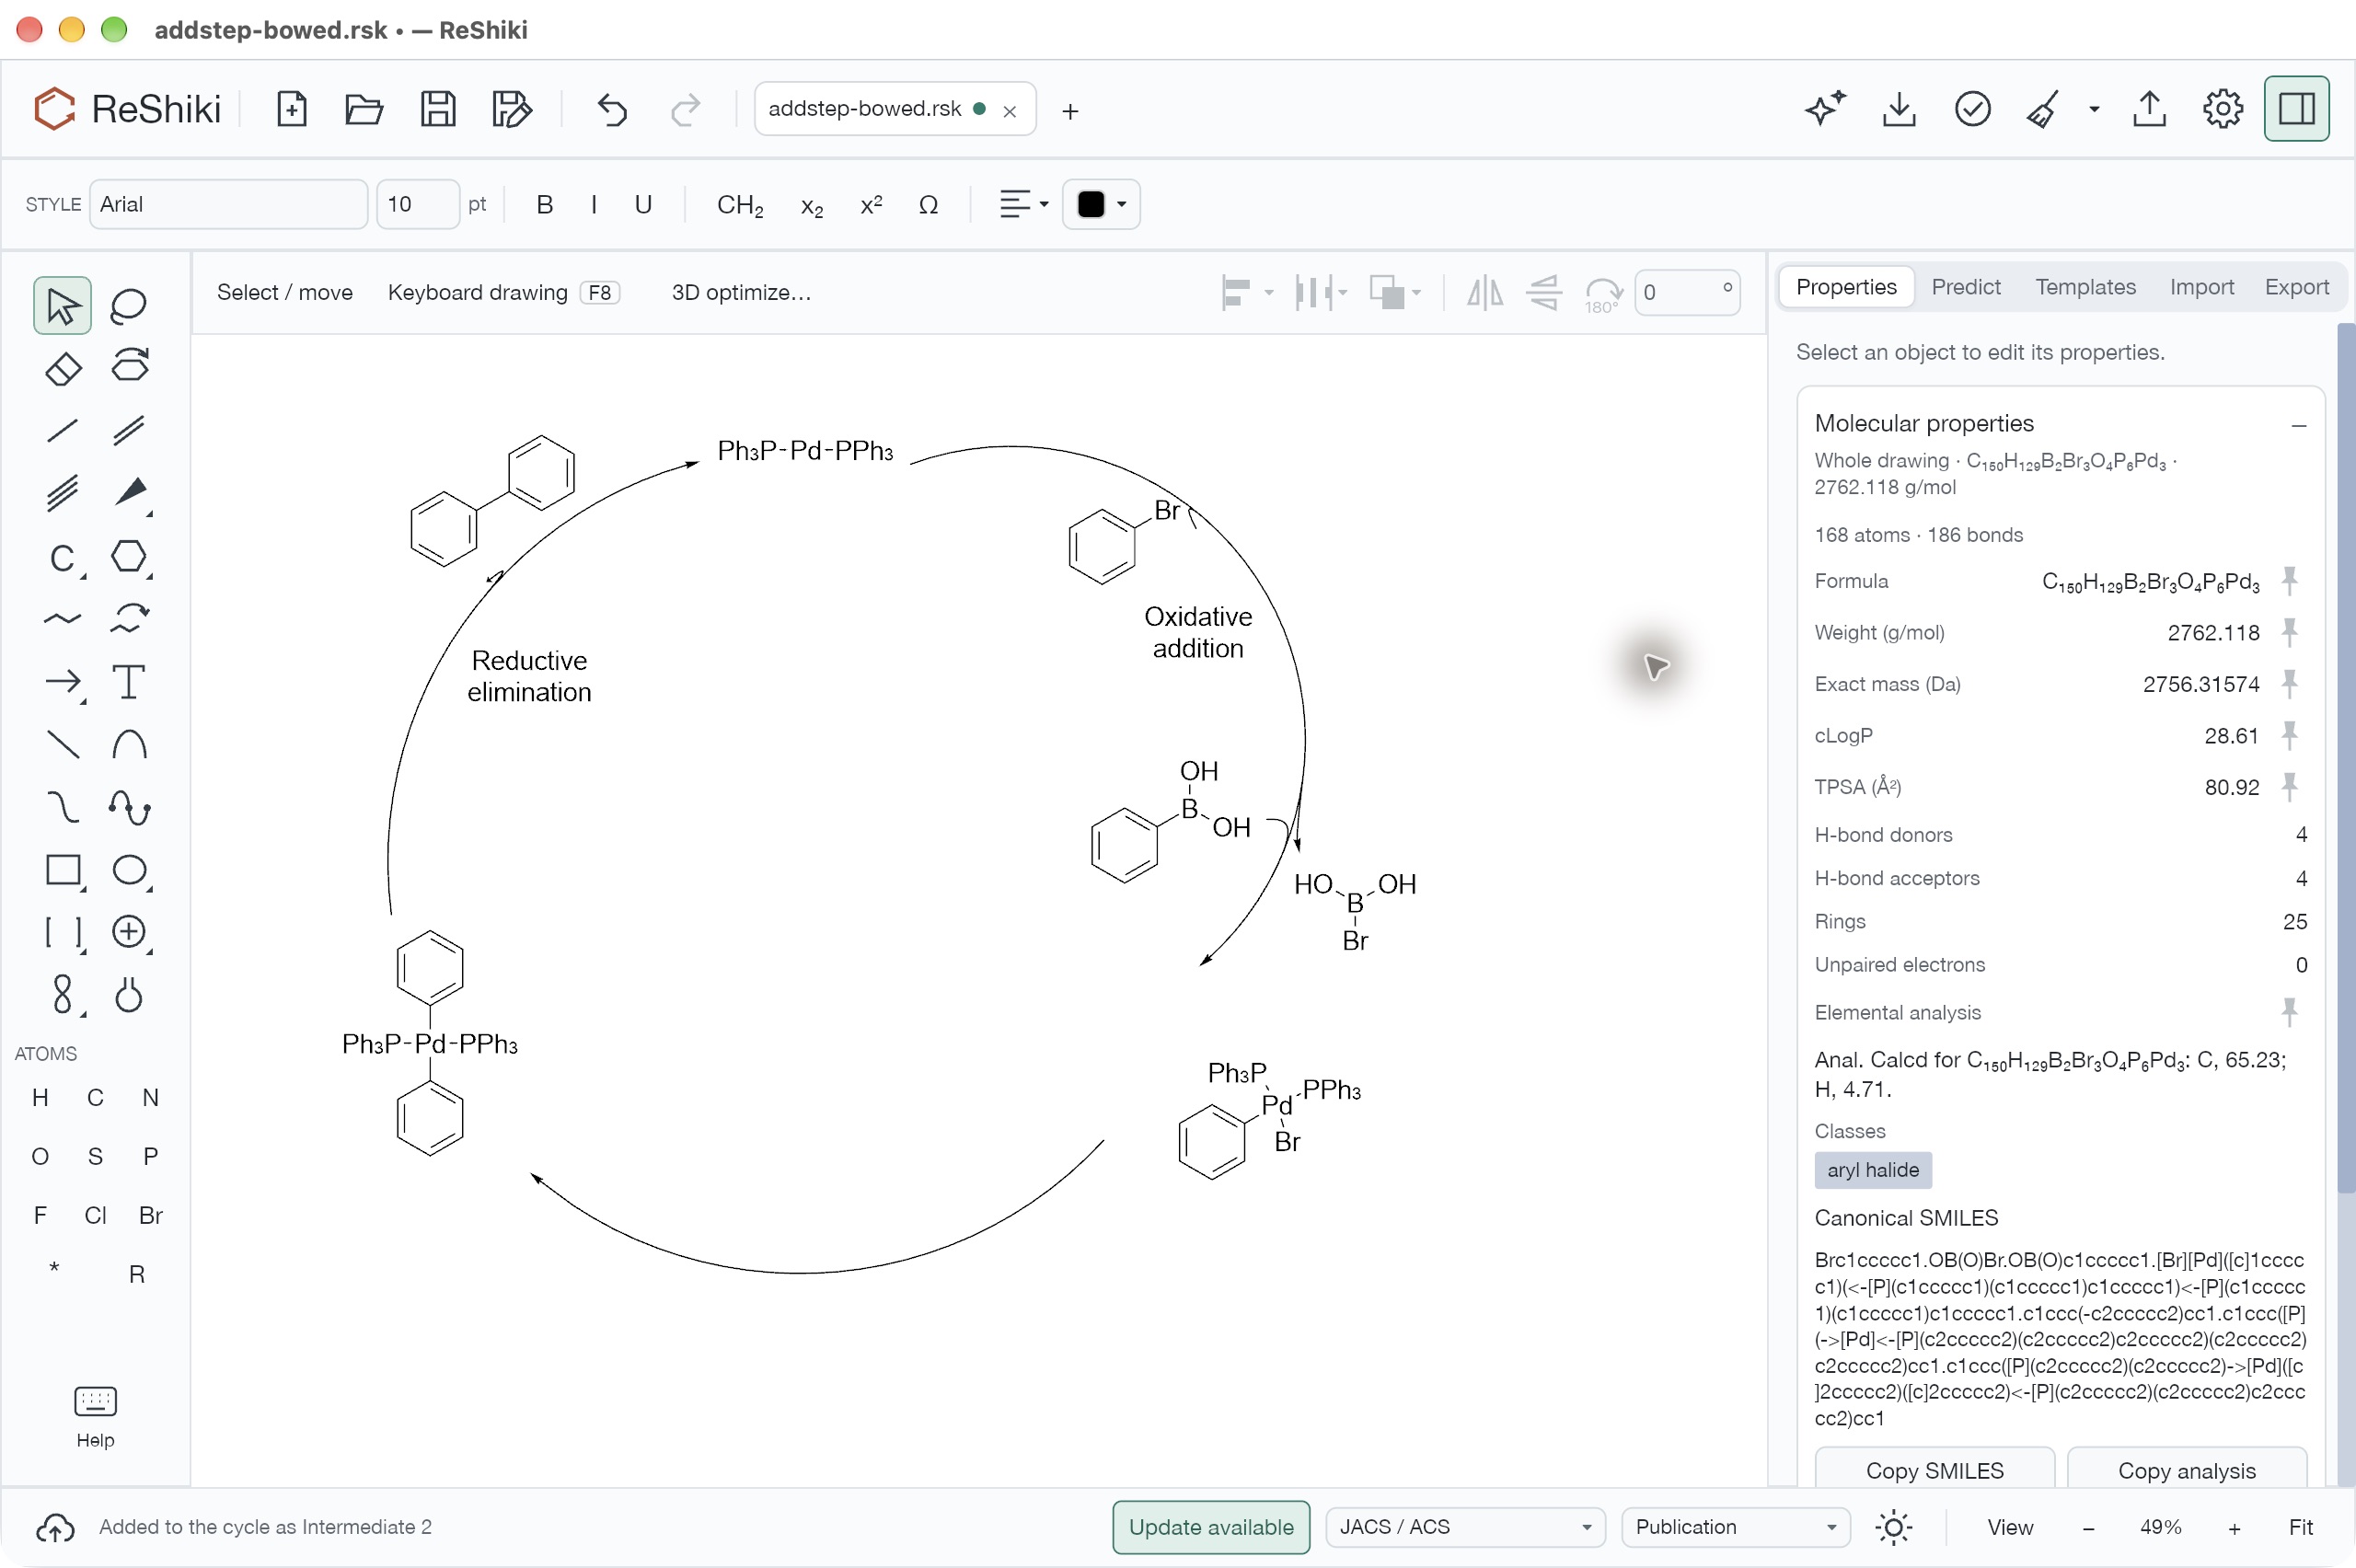 addstep-bowed.rsk • — ReShiki
ReShiki
addstep-bowed.rsk
STYLE Arial 10 pt B I U CH₂ x₂ x² Ω
Select / move Keyboard drawing F8 3D optimize...
180° 0 °
Properties Predict Templates Import Export
Ph₃P-Pd-PPh₃
Br
Oxidative
addition
Reductive
elimination
OH
B
OH
HO OH
B
Br
Ph₃P-Pd-PPh₃
Ph₃P
PPh₃
Pd
Br
C
T
[ ]
ATOMS
H C N
O S P
F Cl Br
* R
Help
Select an object to edit its properties.
Molecular properties
Whole drawing · C₁₅₀H₁₂₉B₂Br₃O₄P₆Pd₃ ·
2762.118 g/mol
168 atoms · 186 bonds
Formula C₁₅₀H₁₂₉B₂Br₃O₄P₆Pd₃
Weight (g/mol) 2762.118
Exact mass (Da) 2756.31574
cLogP 28.61
TPSA (Å²) 80.92
H-bond donors 4
H-bond acceptors 4
Rings 25
Unpaired electrons 0
Elemental analysis
Anal. Calcd for C₁₅₀H₁₂₉B₂Br₃O₄P₆Pd₃: C, 65.23;
H, 4.71.
Classes
aryl halide
Canonical SMILES
Brc1ccccc1.OB(O)Br.OB(O)c1ccccc1.[Br][Pd]([c]1cccc
c1)(<-[P](c1ccccc1)(c1ccccc1)c1ccccc1)<-[P](c1ccccc
1)(c1ccccc1)c1ccccc1.c1ccc(-c2ccccc2)cc1.c1ccc([P]
(->[Pd]<-[P](c2ccccc2)(c2ccccc2)c2ccccc2)(c2ccccc2)
c2ccccc2)cc1.c1ccc([P](c2ccccc2)(c2ccccc2)->[Pd]([c
]2ccccc2)([c]2ccccc2)<-[P](c2ccccc2)(c2ccccc2)c2ccc
cc2)cc1
Copy SMILES Copy analysis
Added to the cycle as Intermediate 2
Update available JACS / ACS Publication View − 49% + Fit